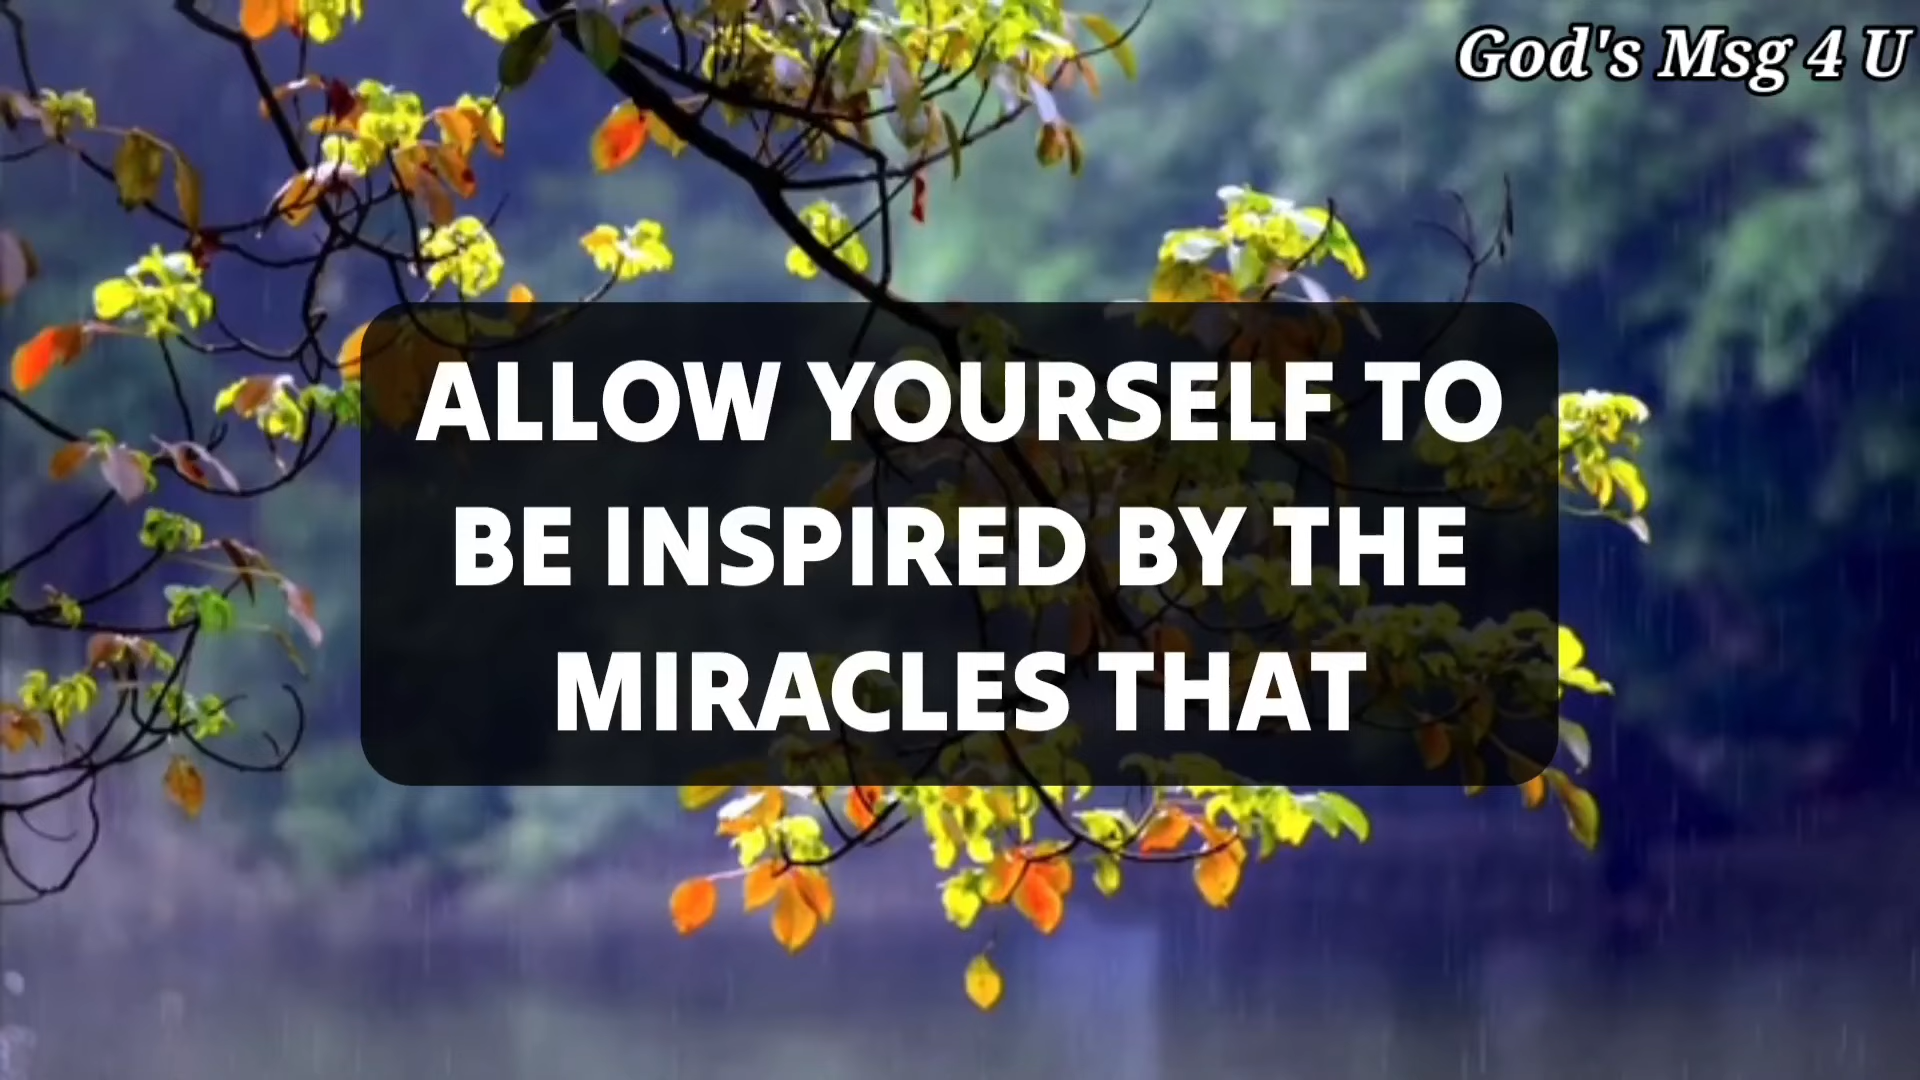 God's Msg 4 U
ALLOW YOURSELF TO
BE INSPIRED BY THE
MIRACLES THAT